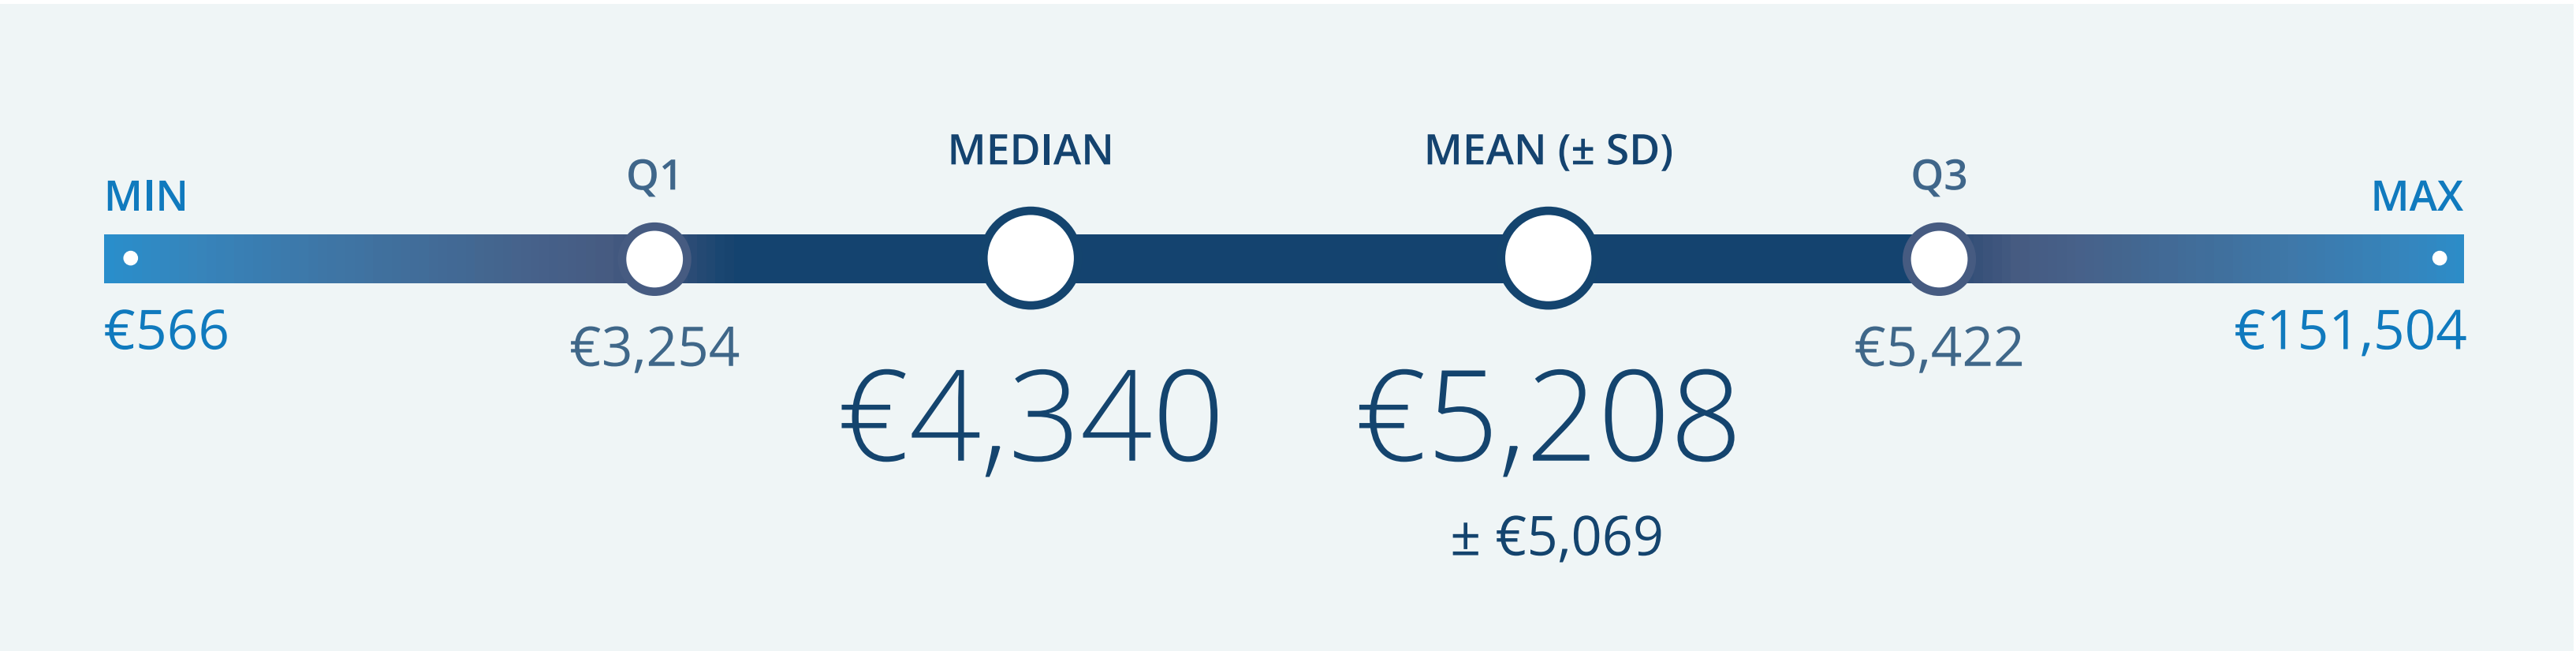 MIN
Q1
MEDIAN
MEAN (± SD)
Q3
MAX
€566
€3,254
€4,340
€5,208
± €5,069
€5,422
€151,504